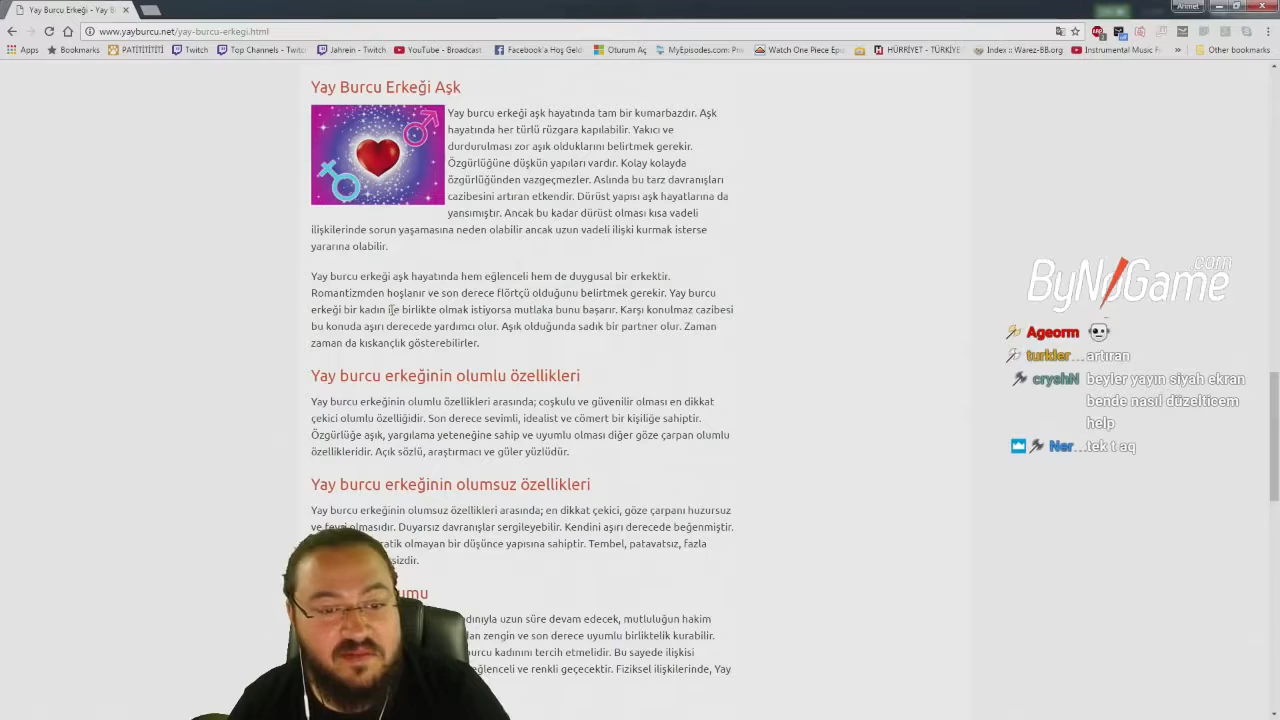 Yay Burcu Erkeği - Yay B
Ahmet
www.yayburcu.net/yay-burcu-erkegi.html
Apps Bookmarks PATİİTİİTİİ Twitch Top Channels - Twitch Jahrein - Twitch YouTube - Broadcast Facebook'a Hoş Geld Oturum Aç MyEpisodes.com: Pr Watch One Piece Epi HÜRRİYET - TÜRKİYE Index :: Warez-BB.org Instrumental Music F Other bookmarks
Yay Burcu Erkeği Aşk
Yay burcu erkeği aşk hayatında tam bir kumarbazdır. Aşk
hayatında her türlü rüzgara kapılabilir. Yakıcı ve
durdurulması zor aşık olduklarını belirtmek gerekir.
Özgürlüğüne düşkün yapıları vardır. Kolay kolayda
özgürlüğünden vazgeçmezler. Aslında bu tarz davranışları
cazibesini artıran etkendir. Dürüst yapısı aşk hayatlarına da
yansımıştır. Ancak bu kadar dürüst olması kısa vadeli
ilişkilerinde sorun yaşamasına neden olabilir ancak uzun vadeli ilişki kurmak isterse
yararına olabilir.
Yay burcu erkeği aşk hayatında hem eğlenceli hem de duygusal bir erkektir.
Romantizmden hoşlanır ve son derece flörtçü olduğunu belirtmek gerekir. Yay burcu
erkeği bir kadın ile birlikte olmak istiyorsa mutlaka bunu başarır. Karşı konulmaz cazibesi
bu konuda aşırı derecede yardımcı olur. Aşık olduğunda sadık bir partner olur. Zaman
zaman da kıskançlık gösterebilirler.
Yay burcu erkeğinin olumlu özellikleri
Yay burcu erkeğinin olumlu özellikleri arasında; coşkulu ve güvenilir olması en dikkat
çekici olumlu özelliğidir. Son derece sevimli, idealist ve cömert bir kişiliğe sahiptir.
Özgürlüğe aşık, yargılama yeteneğine sahip ve uyumlu olması diğer göze çarpan olumlu
özellikleridir. Açık sözlü, araştırmacı ve güler yüzlüdür.
Yay burcu erkeğinin olumsuz özellikleri
Yay burcu erkeğinin olumsuz özellikleri arasında; en dikkat çekici, göze çarpanı huzursuz
ve fevri olmasıdır. Duyarsız davranışlar sergileyebilir. Kendini aşırı derecede beğenmiştir.
atik olmayan bir düşünce yapısına sahiptir. Tembel, patavatsız, fazla
sizdir.
umu
dınıyla uzun süre devam edecek, mutluluğun hakim
dan zengin ve son derece uyumlu birliktelik kurabilir.
urcu kadınını tercih etmelidir. Bu sayede ilişkisi
eğlenceli ve renkli geçecektir. Fiziksel ilişkilerinde, Yay
ByNoGame.com
Ageorm
turkler... artıran
cryshN beyler yayın siyah ekran
bende nasıl düzelticem
help
Ner... tek t aq